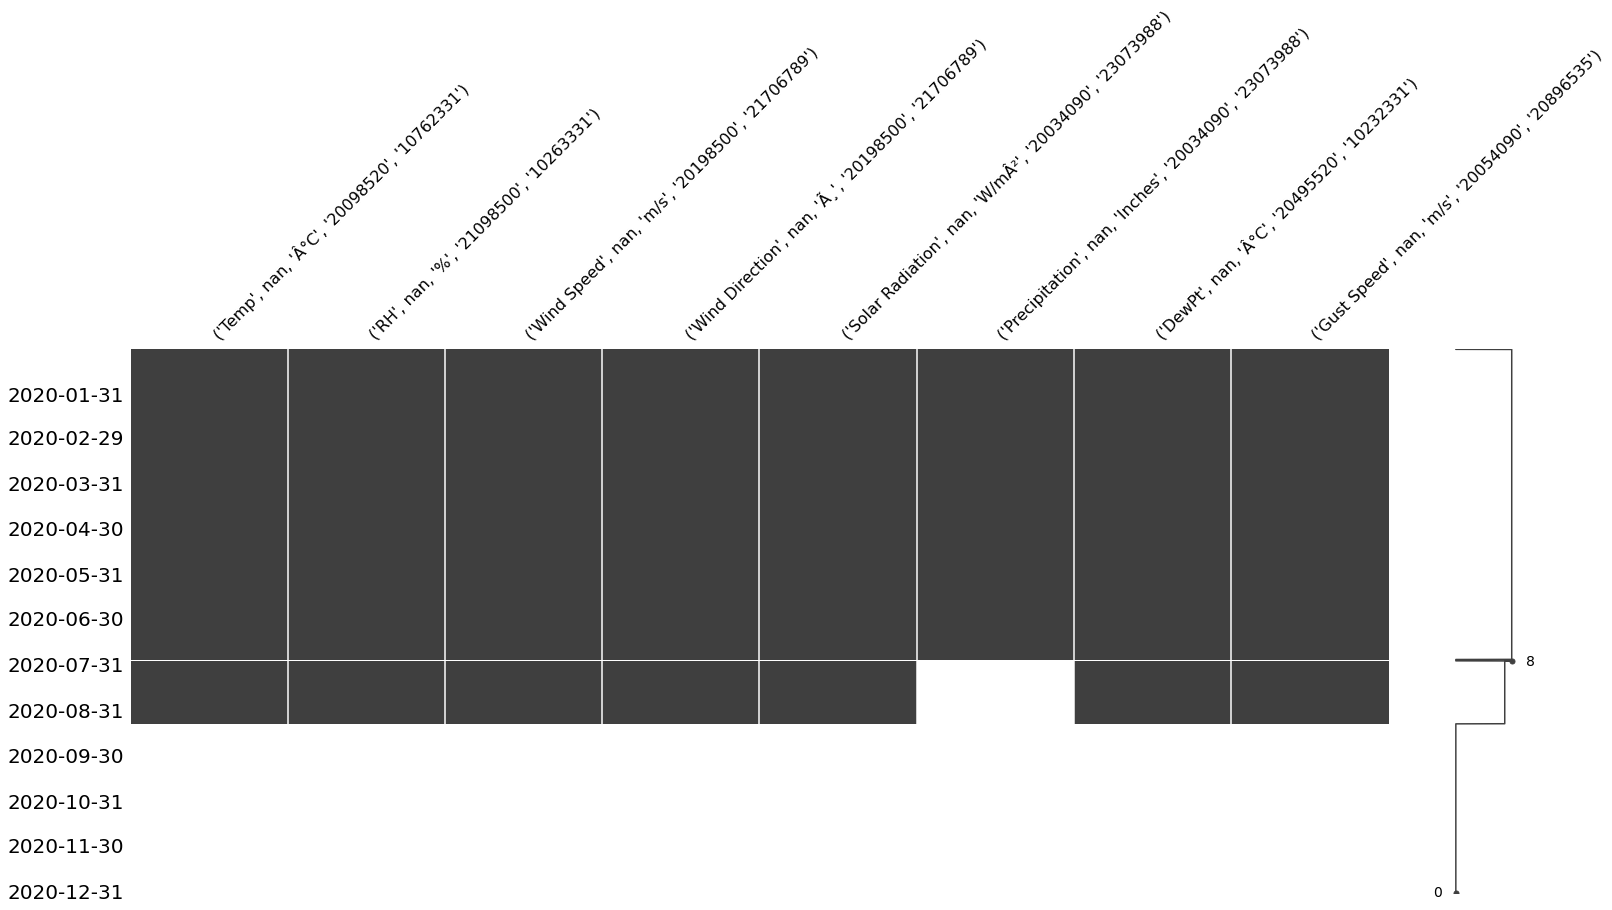 ('Temp', nan, 'Â°C', '20098520', '10762331')
('RH', nan, '%', '21098500', '10263331')
('Wind Speed', nan, 'm/s', '20198500', '21706789')
('Wind Direction', nan, 'Ã¸', '20198500', '21706789')
('Solar Radiation', nan, 'W/mÂ²', '20034090', '23073988')
('Precipitation', nan, 'Inches', '20034090', '23073988')
('DewPt', nan, 'Â°C', '20495520', '10232331')
('Gust Speed', nan, 'm/s', '20054090', '20896535')
2020-01-31
2020-02-29
2020-03-31
2020-04-30
2020-05-31
2020-06-30
2020-07-31
8
2020-08-31
2020-09-30
2020-10-31
2020-11-30
2020-12-31
0